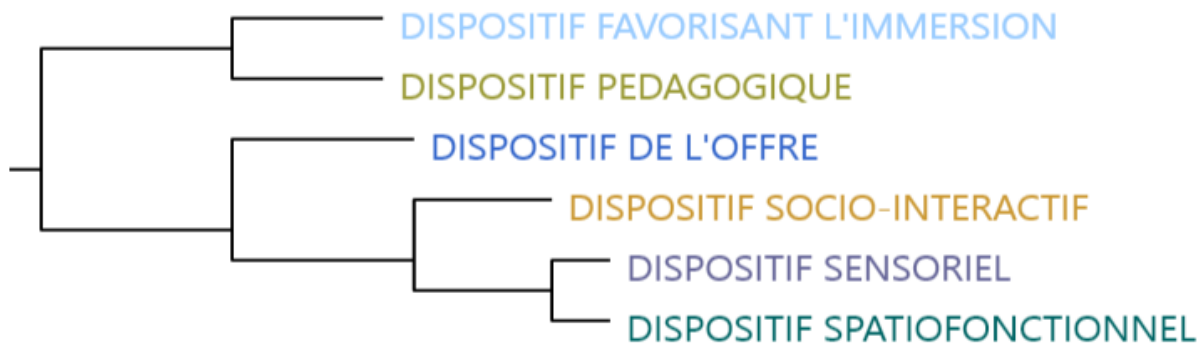 DISPOSITIF FAVORISANT L'IMMERSION
DISPOSITIF PEDAGOGIQUE
DISPOSITIF DE L'OFFRE
DISPOSITIF SOCIO-INTERACTIF
DISPOSITIF SENSORIEL
DISPOSITIF SPATIOFONCTIONNEL